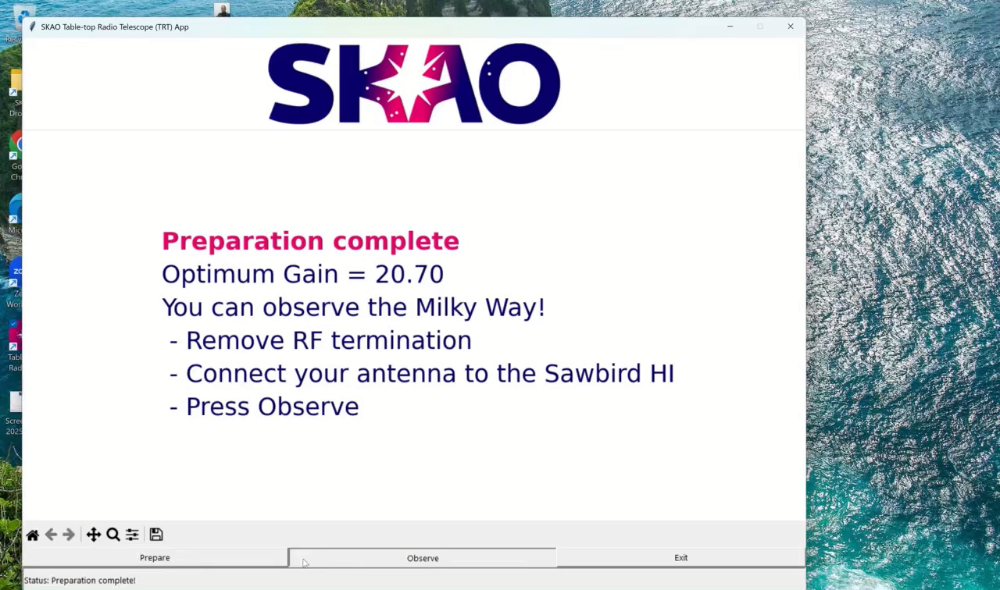 SKAO Table-top Radio Telescope (TRT) App
SKAO
Preparation complete
Optimum Gain = 20.70
You can observe the Milky Way!
- Remove RF termination
- Connect your antenna to the Sawbird HI
- Press Observe
Prepare
Observe
Exit
Status: Preparation complete!